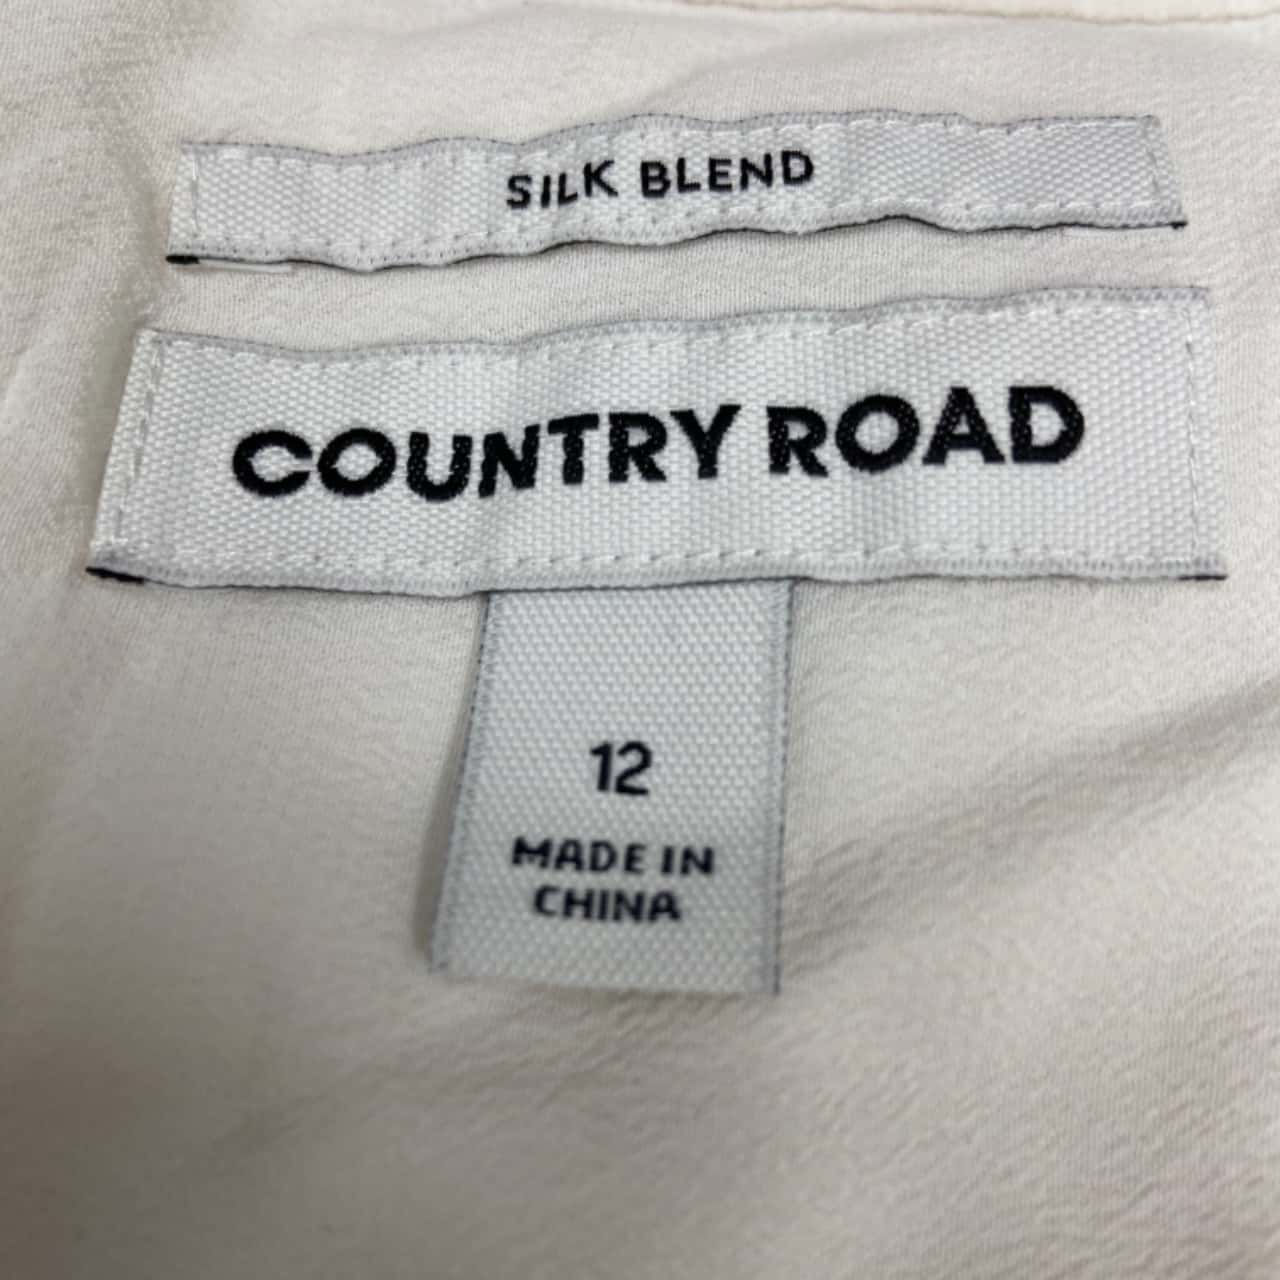 SILK BLEND
COUNTRY ROAD
12
MADE IN
CHINA